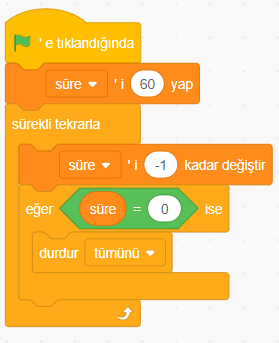 ' e tıklandığında
süre ' i 60 yap
sürekli tekrarla
süre ' i -1 kadar değiştir
eğer süre = 0 ise
durdur tümünü